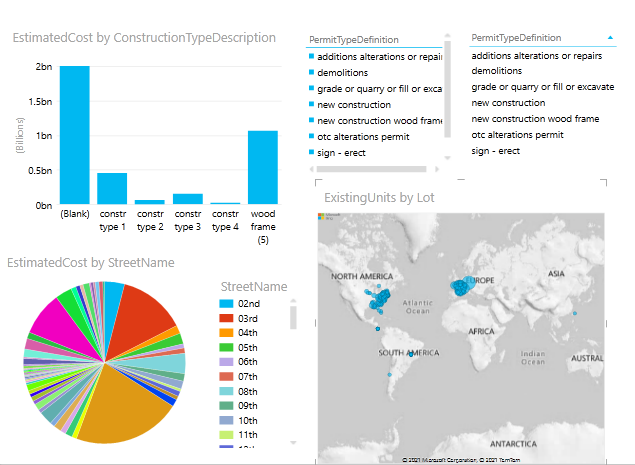 EstimatedCost by ConstructionTypeDescription
2bn
1.5bn
1bn
0.5bn
0bn
(Billions)
(Blank)
constr type 1
constr type 2
constr type 3
constr type 4
wood frame (5)
PermitTypeDefinition
additions alterations or repai
demolitions
grade or quarry or fill or exca
new construction
new construction wood frame
otc alterations permit
sign - erect
PermitTypeDefinition
additions alterations or repairs
demolitions
grade or quarry or fill or excavate
new construction
new construction wood frame
otc alterations permit
sign - erect
EstimatedCost by StreetName
StreetName
02nd
03rd
04th
05th
06th
07th
08th
09th
10th
11th
ExistingUnits by Lot
NORTH AMERICA
EUROPE
ASIA
Atlantic
Ocean
AFRICA
SOUTH AMERICA
Indian
Ocean
AUSTRAL
ANTARCTICA
© 2021 Microsoft Corporation, © 2021 TomTom